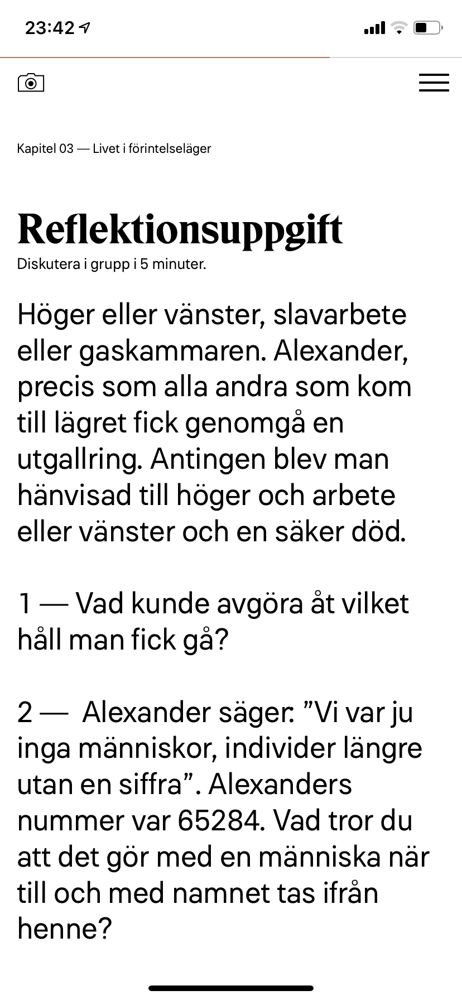 23:42
Kapitel 03 — Livet i förintelseläger
Reflektionsuppgift
Diskutera i grupp i 5 minuter.
Höger eller vänster, slavarbete
eller gaskammaren. Alexander,
precis som alla andra som kom
till lägret fick genomgå en
utgallring. Antingen blev man
hänvisad till höger och arbete
eller vänster och en säker död.
1 — Vad kunde avgöra åt vilket
håll man fick gå?
2 — Alexander säger: ”Vi var ju
inga människor, individer längre
utan en siffra”. Alexanders
nummer var 65284. Vad tror du
att det gör med en människa när
till och med namnet tas ifrån
henne?